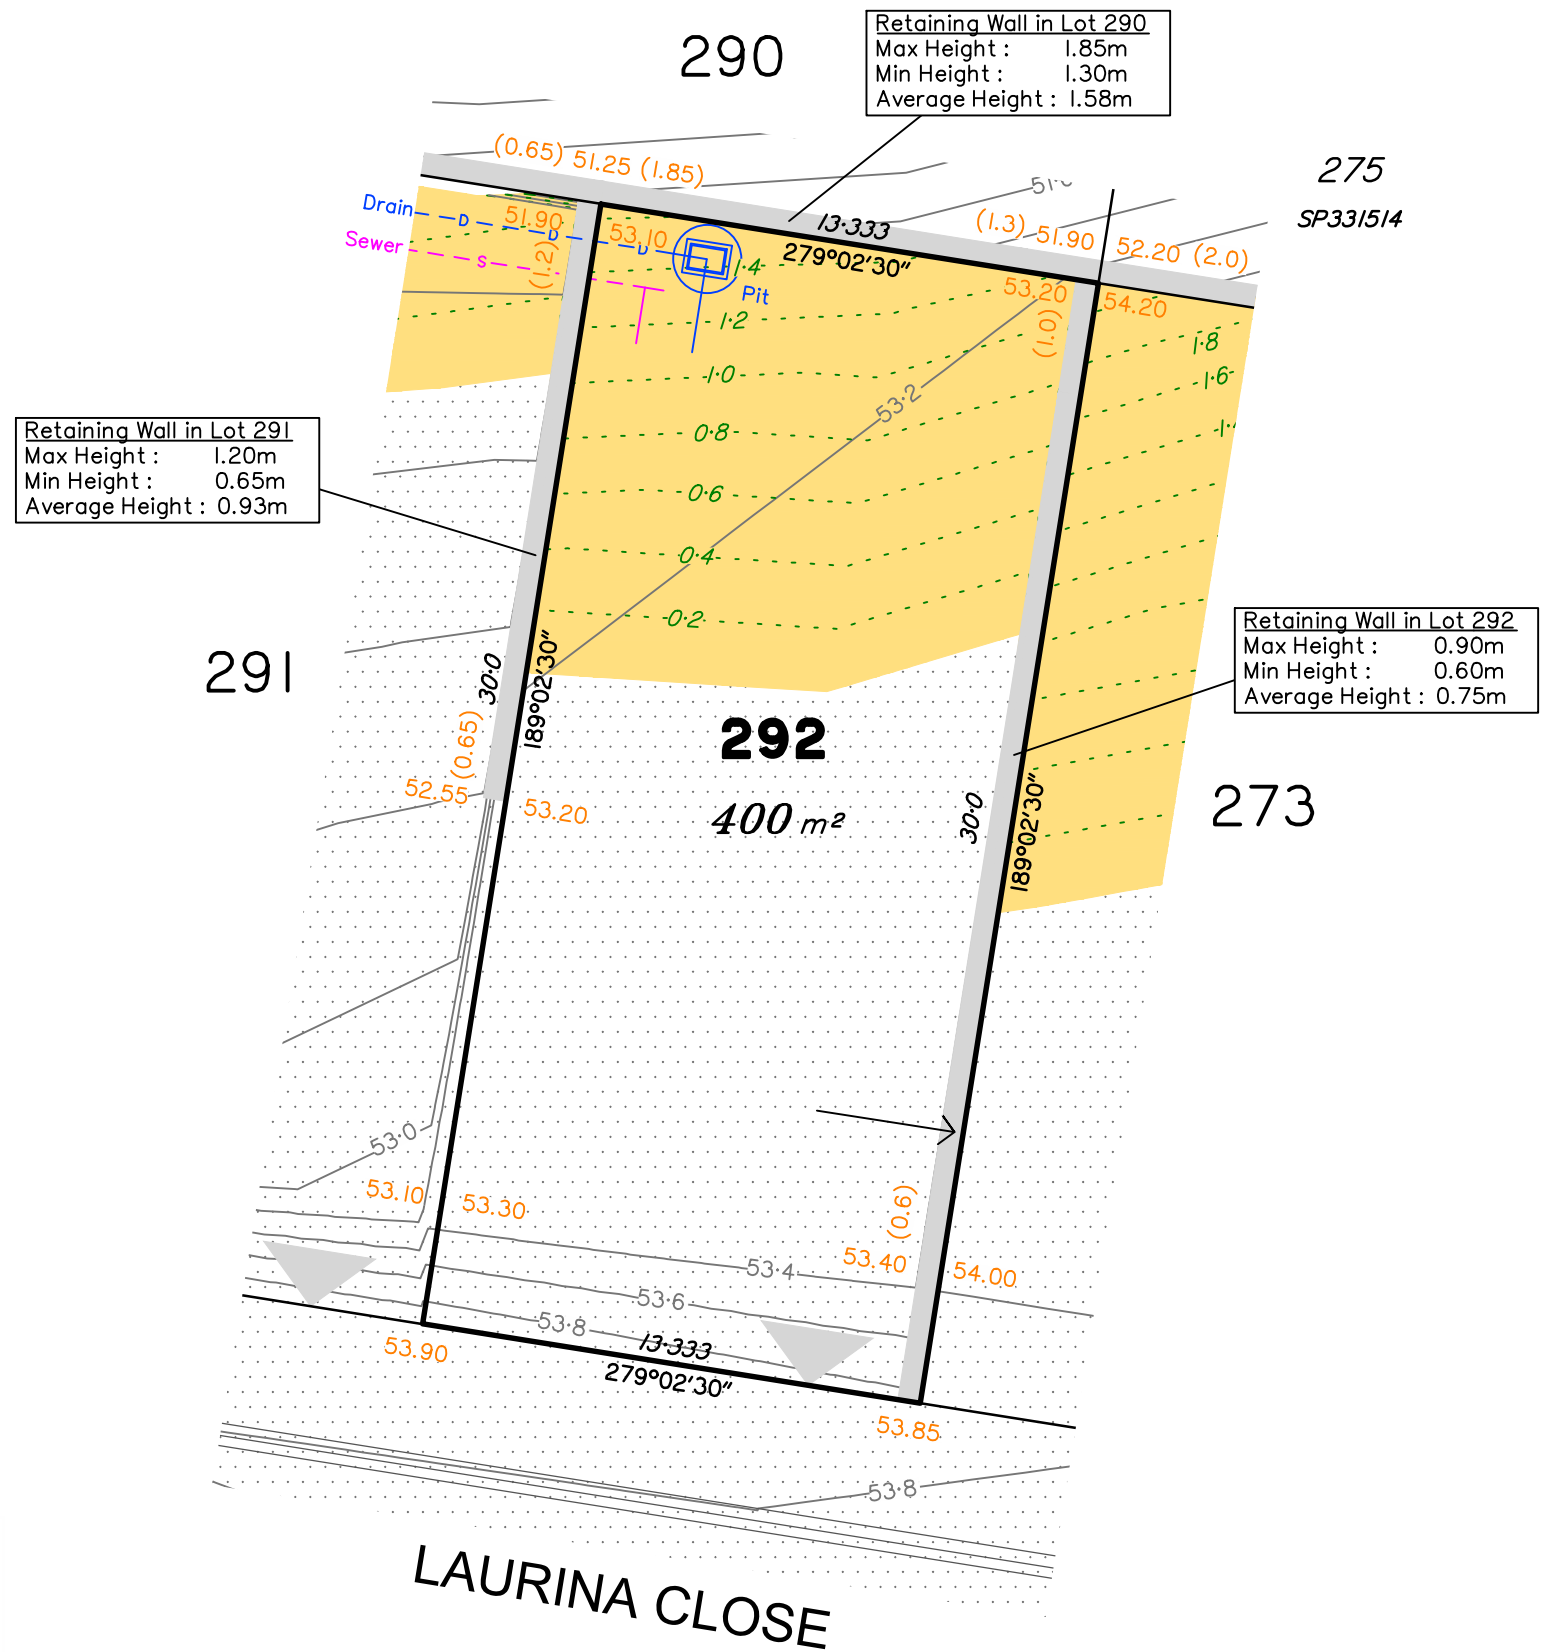 290
Retaining Wall in Lot 290
Max Height : 1.85m
Min Height : 1.30m
Average Height : 1.58m
(0.65) 51.25 (1.85)
275
SP331514
Drain
D
D
D
51.90
53.10
13·333
279°02'30"
(1.3) 51.90
52.20 (2.0)
Sewer
S
(1.2)
1·4
Pit
53.20
54.20
(1.0)
1·2
1·8
1·0
1·6
53·2
0·8
Retaining Wall in Lot 291
Max Height : 1.20m
Min Height : 0.65m
Average Height : 0.93m
0·6
0·4
0·2
Retaining Wall in Lot 292
Max Height : 0.90m
Min Height : 0.60m
Average Height : 0.75m
291
30·0
189°02'30"
292
400 m²
(0.65)
52.55
53.20
30·0
189°02'30"
273
53·0
53.10
53.30
(0.6)
53.40
54.00
53·4
53·6
53·8
13·333
279°02'30"
53.90
53.85
53·8
LAURINA CLOSE